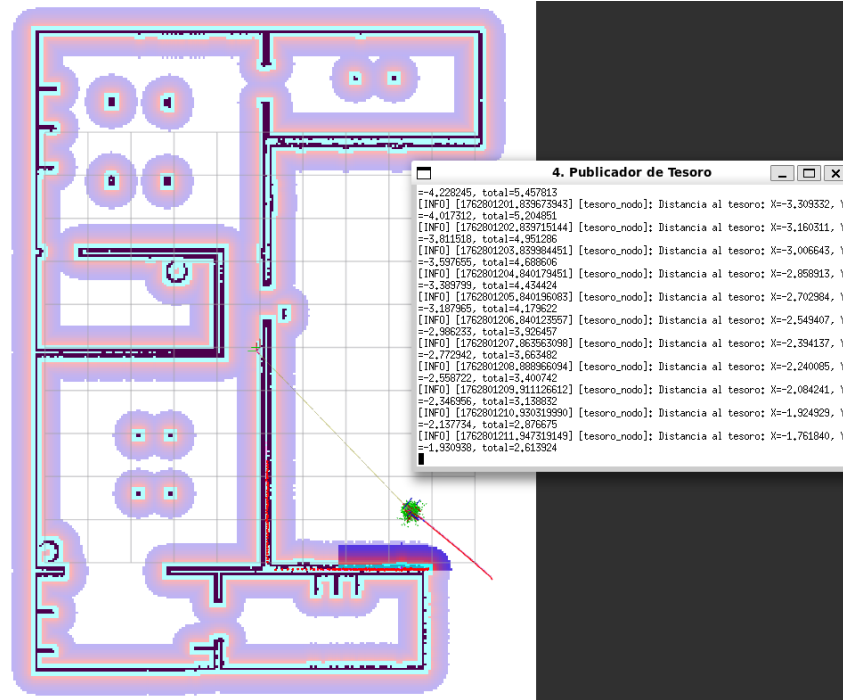 4. Publicador de Tesoro
=-4.228245, total=5.457813
[INFO] [1762801201.839673943] [tesoro_nodo]: Distancia al tesoro: X=-3.309332, Y
=-4.017312, total=5.204851
[INFO] [1762801202.839715144] [tesoro_nodo]: Distancia al tesoro: X=-3.160311, Y
=-3.811518, total=4.951286
[INFO] [1762801203.839984451] [tesoro_nodo]: Distancia al tesoro: X=-3.006643, Y
=-3.597655, total=4.688606
[INFO] [1762801204.840179451] [tesoro_nodo]: Distancia al tesoro: X=-2.858913, Y
=-3.389799, total=4.434424
[INFO] [1762801205.840196083] [tesoro_nodo]: Distancia al tesoro: X=-2.702984, Y
=-3.187965, total=4.179622
[INFO] [1762801206.840123557] [tesoro_nodo]: Distancia al tesoro: X=-2.549407, Y
=-2.986233, total=3.926457
[INFO] [1762801207.863563098] [tesoro_nodo]: Distancia al tesoro: X=-2.394137, Y
=-2.772942, total=3.663482
[INFO] [1762801208.888966094] [tesoro_nodo]: Distancia al tesoro: X=-2.240085, Y
=-2.558722, total=3.400742
[INFO] [1762801209.911126612] [tesoro_nodo]: Distancia al tesoro: X=-2.084241, Y
=-2.346956, total=3.138832
[INFO] [1762801210.930319990] [tesoro_nodo]: Distancia al tesoro: X=-1.924929, Y
=-2.137734, total=2.876675
[INFO] [1762801211.947319149] [tesoro_nodo]: Distancia al tesoro: X=-1.761840, Y
=-1.930938, total=2.613924